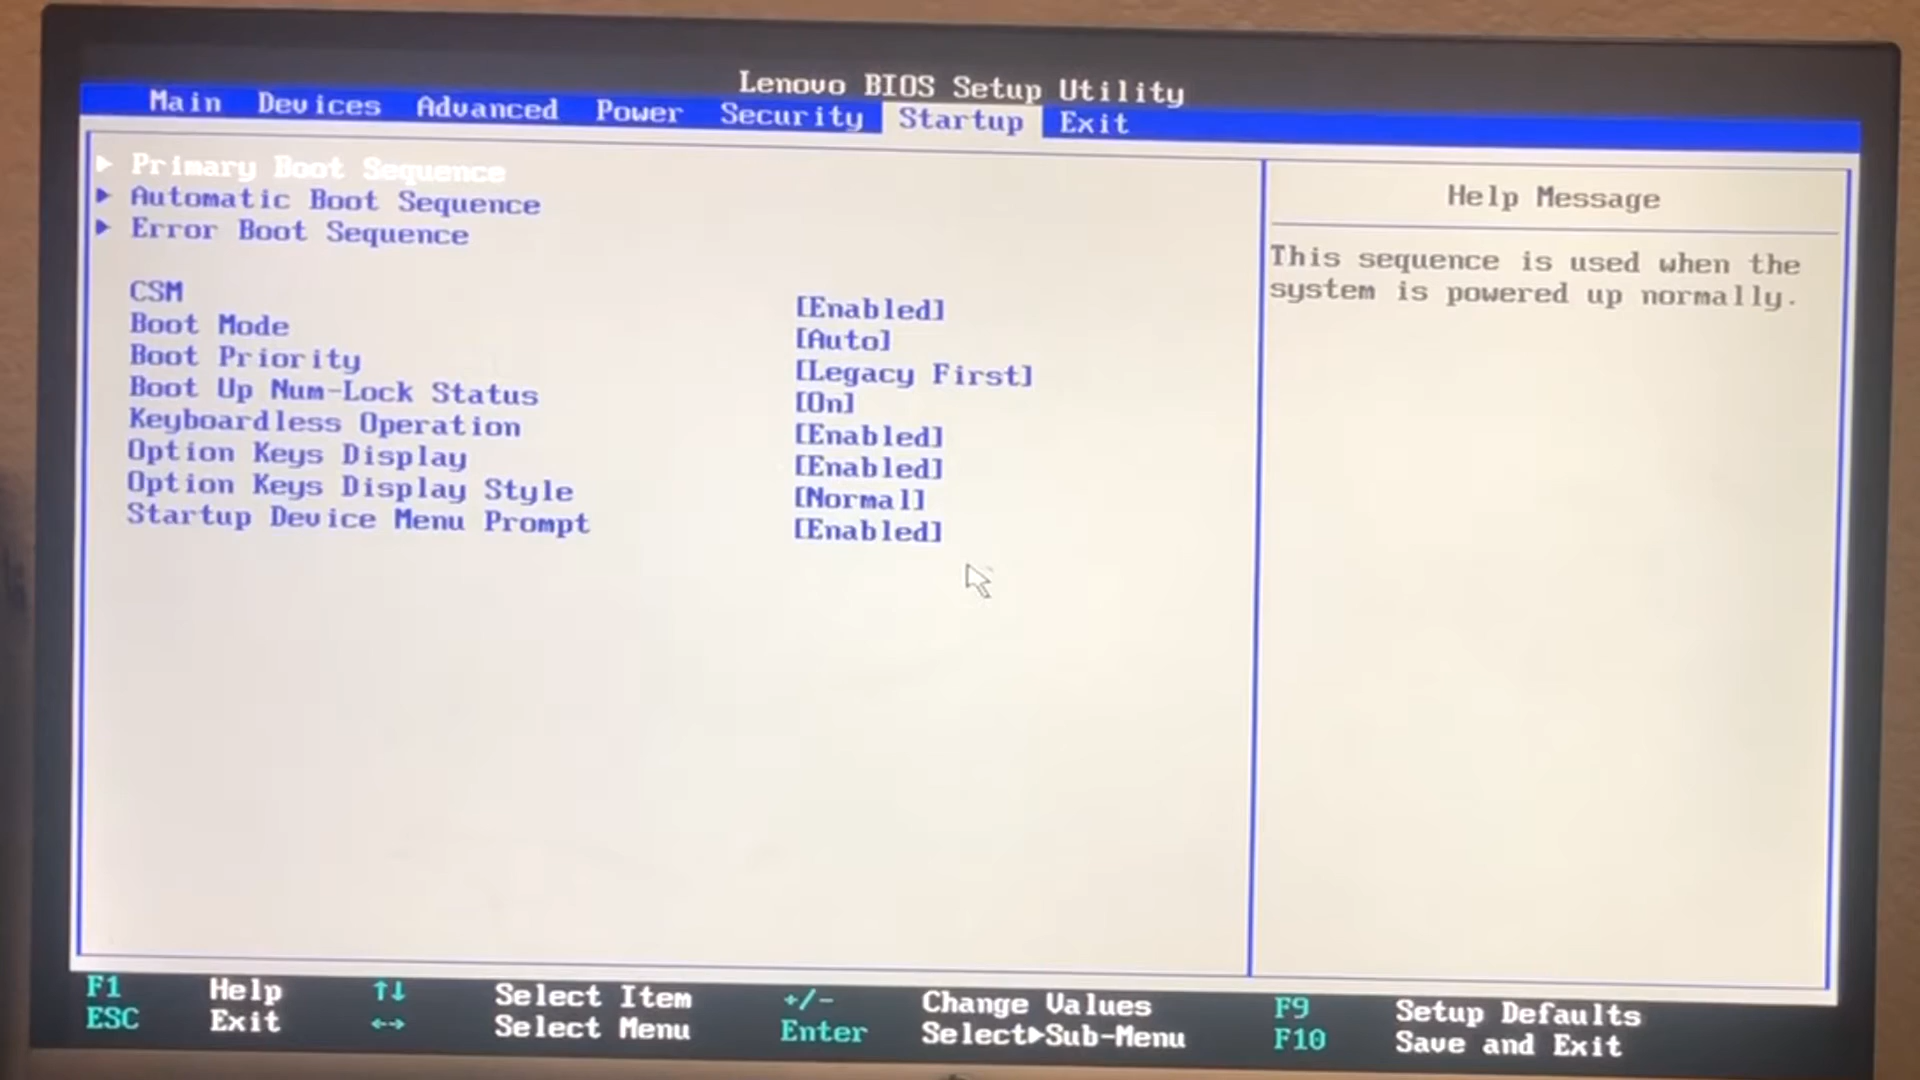 Lenovo BIOS Setup Utility
Main Devices Advanced Power Security Startup Exit
Primary Boot Sequence
Automatic Boot Sequence
Error Boot Sequence
CSM [Enabled]
Boot Mode [Auto]
Boot Priority [Legacy First]
Boot Up Num-Lock Status [On]
Keyboardless Operation [Enabled]
Option Keys Display [Enabled]
Option Keys Display Style [Normal]
Startup Device Menu Prompt [Enabled]
Help Message
This sequence is used when the
system is powered up normally.
F1 Help ↑↓ Select Item +/- Change Values F9 Setup Defaults
ESC Exit ←→ Select Menu Enter Select▶Sub-Menu F10 Save and Exit